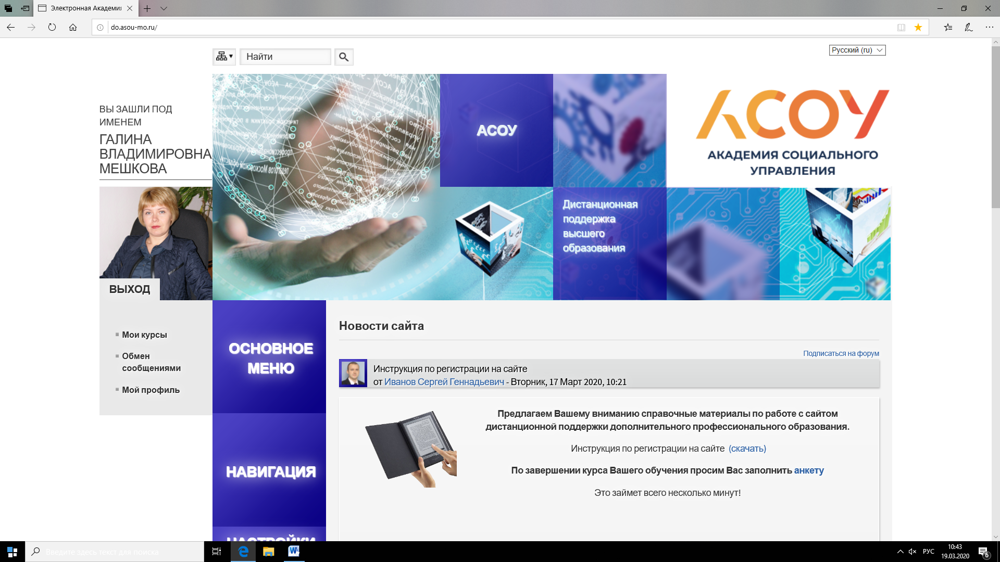 Электронная Академия
do.asou-mo.ru/
Найти
Русский (ru)
ВЫ ЗАШЛИ ПОД
ИМЕНЕМ
ГАЛИНА
ВЛАДИМИРОВНА
МЕШКОВА
ВЫХОД
Мои курсы
Обмен
сообщениями
Мой профиль
АСОУ
Дистанционная
поддержка
высшего
образования
АСОУ
АКАДЕМИЯ СОЦИАЛЬНОГО
УПРАВЛЕНИЯ
ОСНОВНОЕ
МЕНЮ
НАВИГАЦИЯ
НАСТРОЙКИ
Новости сайта
Подписаться на форум
Инструкция по регистрации на сайте
от Иванов Сергей Геннадьевич - Вторник, 17 Март 2020, 10:21
Предлагаем Вашему вниманию справочные материалы по работе с сайтом
дистанционной поддержки дополнительного профессионального образования.
Инструкция по регистрации на сайте (скачать)
По завершении курса Вашего обучения просим Вас заполнить анкету
Это займет всего несколько минут!
Введите здесь текст для поиска
РУС
10:43
19.03.2020
6